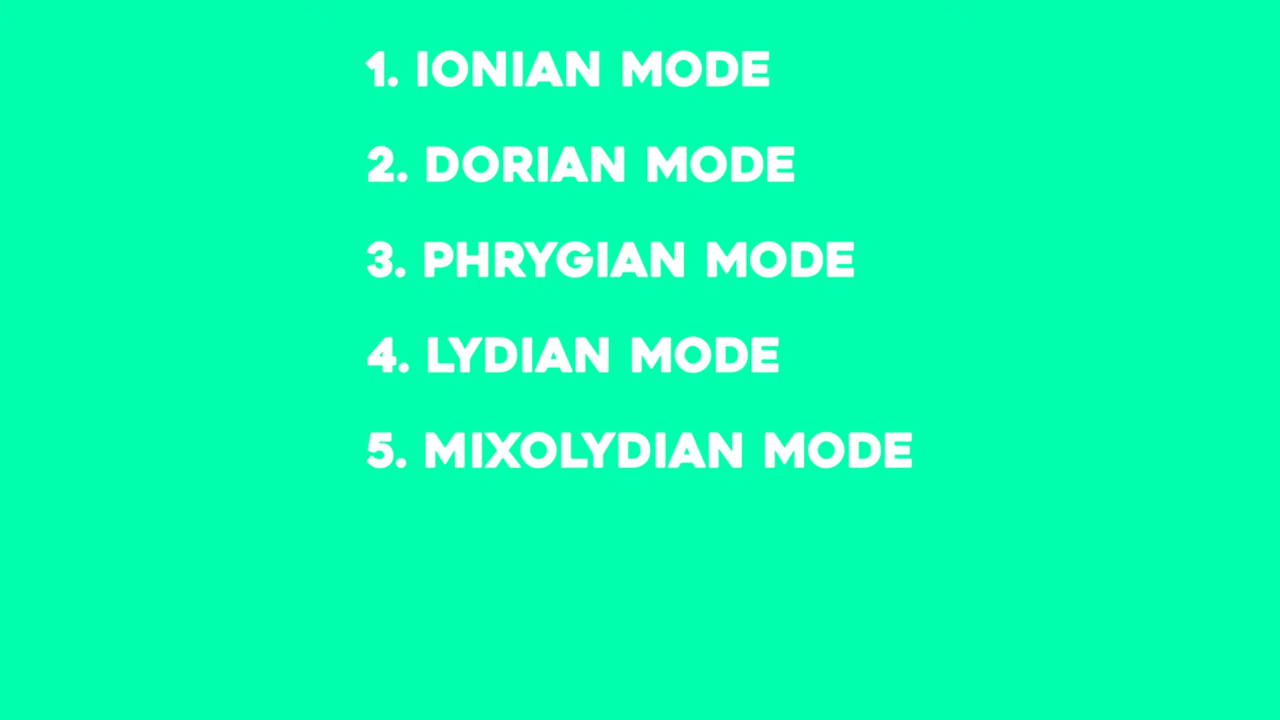 1. IONIAN MODE
2. DORIAN MODE
3. PHRYGIAN MODE
4. LYDIAN MODE
5. MIXOLYDIAN MODE